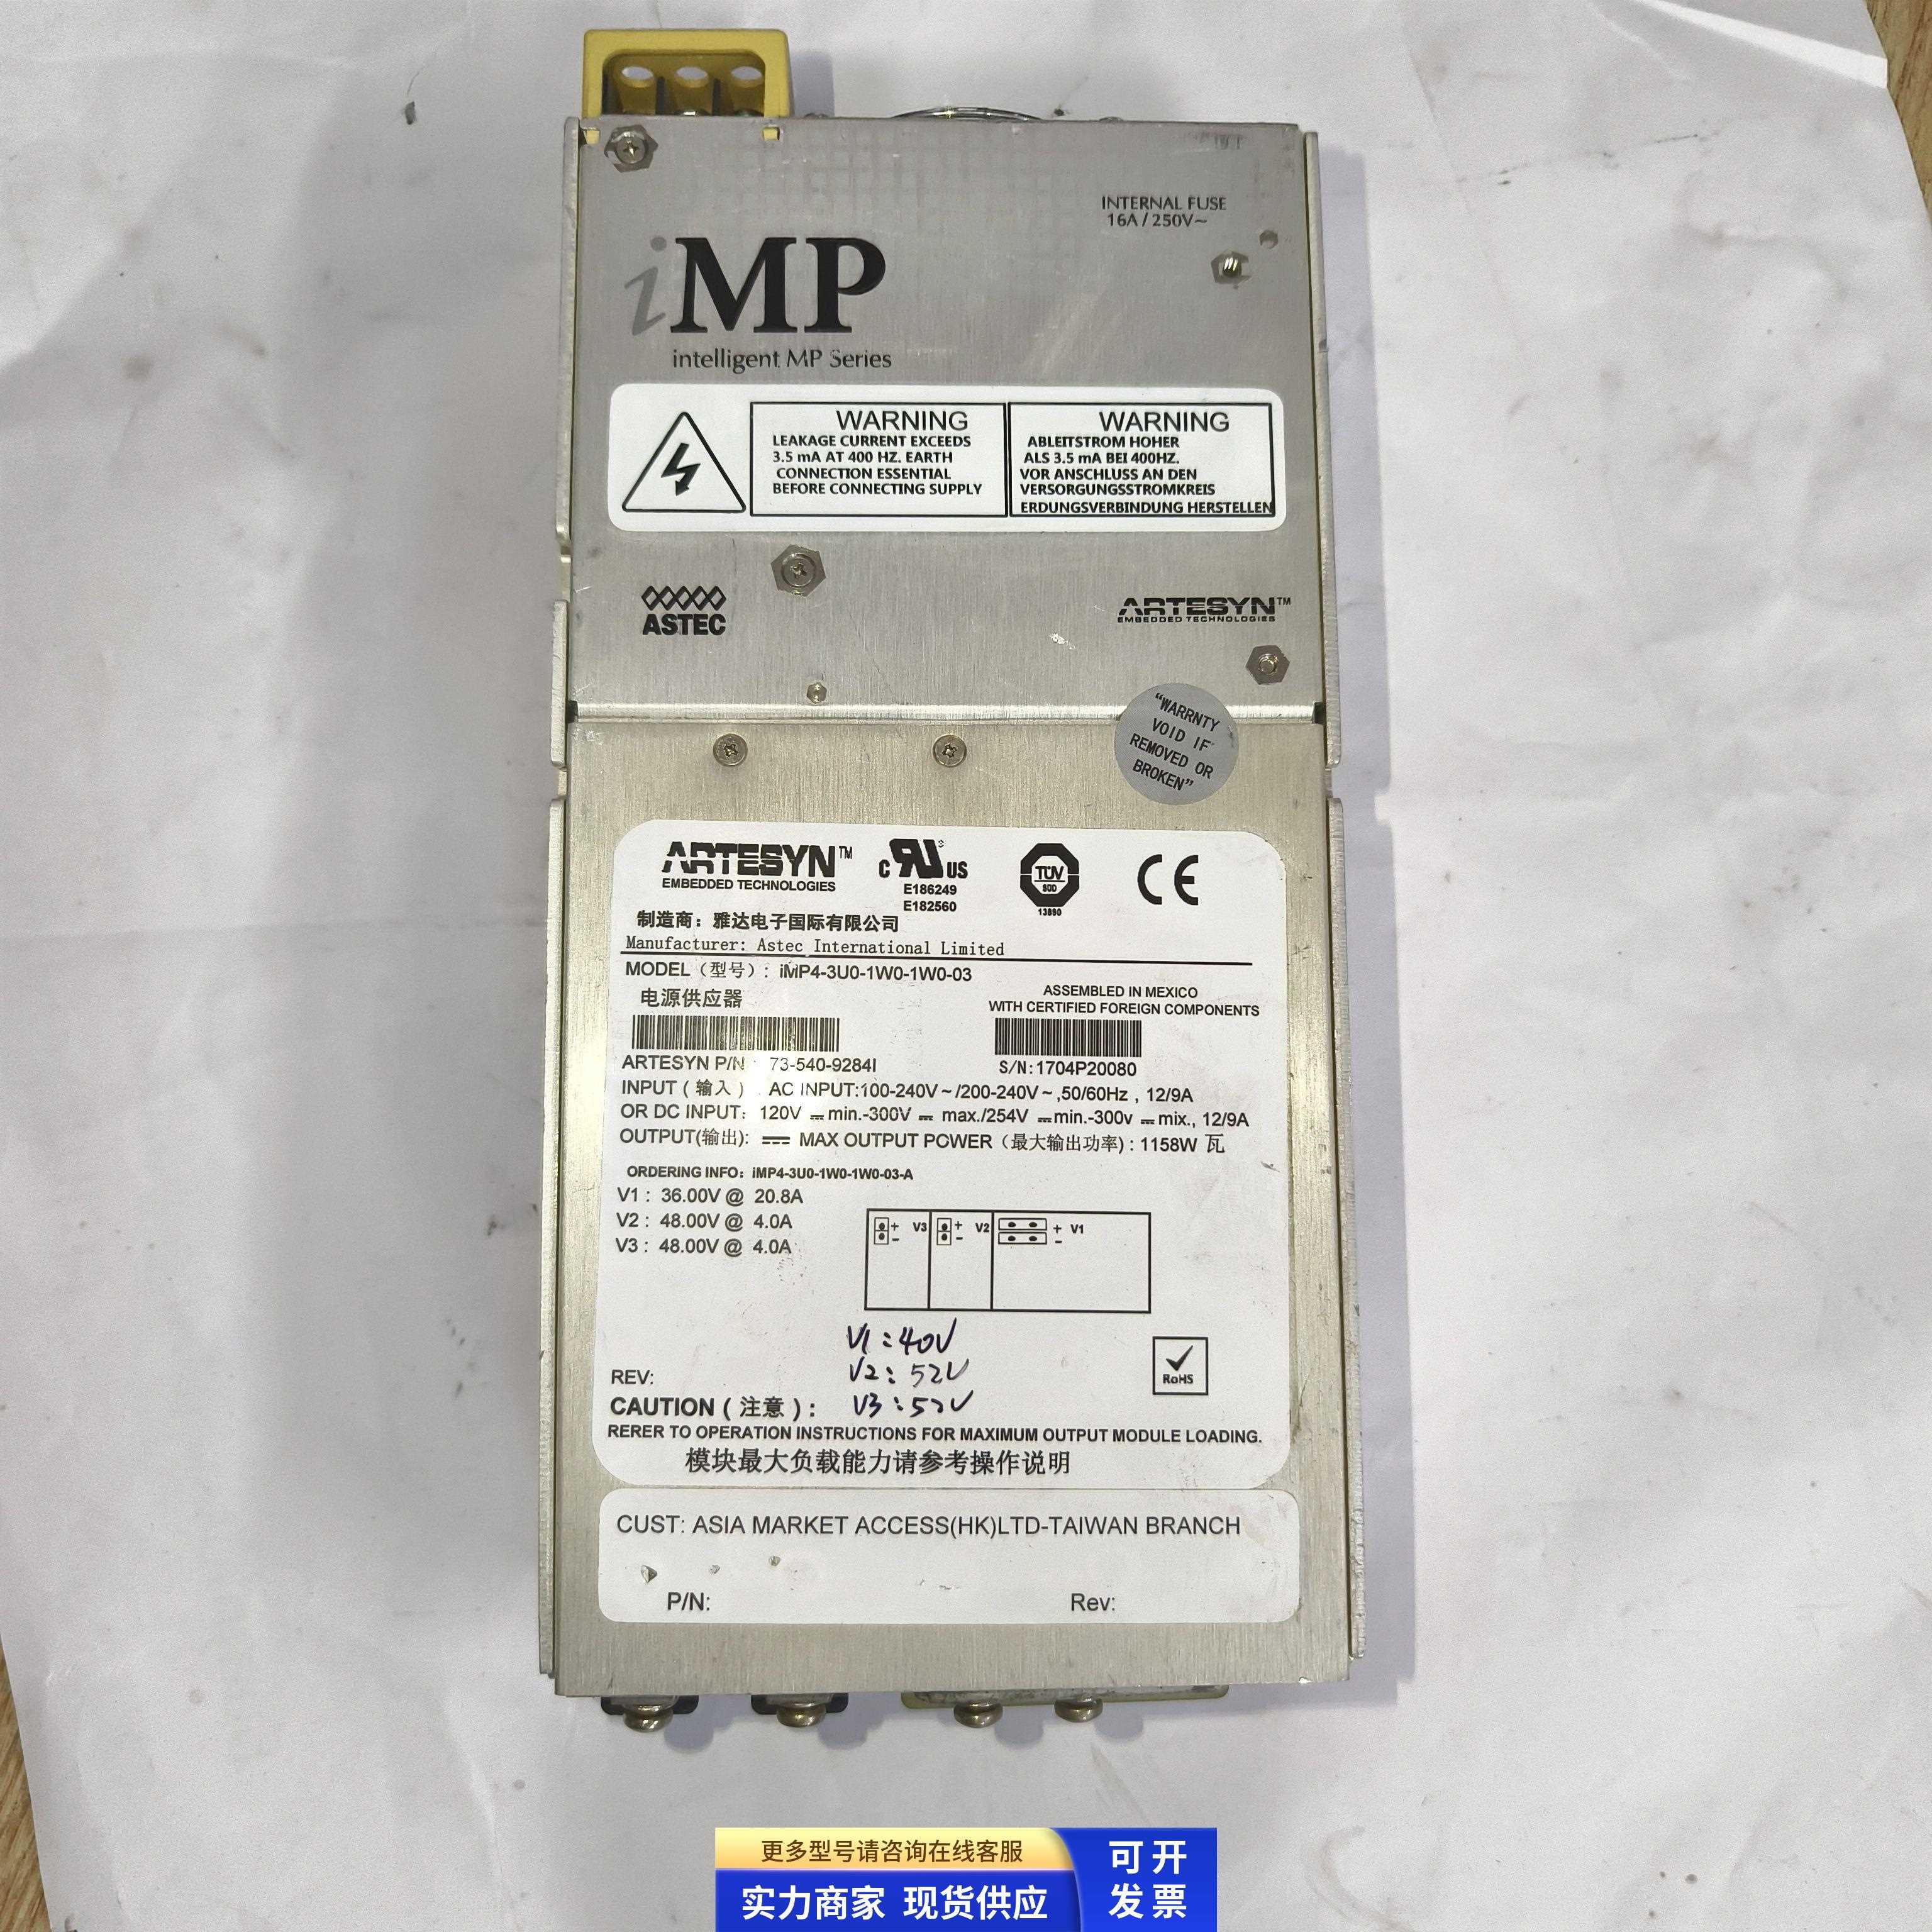 INTERNAL FUSE
16A / 250V~
iMP
intelligent MP Series
WARNING
LEAKAGE CURRENT EXCEEDS
3.5 mA AT 400 HZ. EARTH
CONNECTION ESSENTIAL
BEFORE CONNECTING SUPPLY
WARNING
ABLEITSTROM HOHER
ALS 3.5 mA BEI 400HZ.
VOR ANSCHLUSS AN DEN
VERSORGUNGSSTROMKREIS
ERDUNGSVERBINDUNG HERSTELLEN
ASTEC
ARTESYN™
EMBEDDED TECHNOLOGIES
"WARRNTY
VOID IF
REMOVED OR
BROKEN"
ARTESYN™
EMBEDDED TECHNOLOGIES
c RU US
E186249
E182560
TÜV
SÜD
13890
CE
制造商：雅达电子国际有限公司
Manufacturer: Astec International Limited
MODEL（型号）: iMP4-3U0-1W0-1W0-03
电源供应器
ASSEMBLED IN MEXICO
WITH CERTIFIED FOREIGN COMPONENTS
ARTESYN P/N 73-540-9284I
S/N:1704P20080
INPUT ( 输入 ) AC INPUT:100-240V~/200-240V~,50/60Hz , 12/9A
OR DC INPUT: 120V ⎓ min.-300V ⎓ max./254V ⎓min.-300v ⎓ mix., 12/9A
OUTPUT(输出): ⎓ MAX OUTPUT POWER（最大输出功率) : 1158W 瓦
ORDERING INFO: iMP4-3U0-1W0-1W0-03-A
V1 : 36.00V @ 20.8A
V2 : 48.00V @ 4.0A
V3 : 48.00V @ 4.0A
+ V3 + V2 + V1
- - -
V1 : 40V
V2 : 52V
V3 : 52V
RoHS
REV:
CAUTION ( 注意 ) :
RERER TO OPERATION INSTRUCTIONS FOR MAXIMUM OUTPUT MODULE LOADING.
模块最大负载能力请参考操作说明
CUST: ASIA MARKET ACCESS(HK)LTD-TAIWAN BRANCH
P/N: Rev:
更多型号请咨询在线客服
实力商家 现货供应
可开
发票